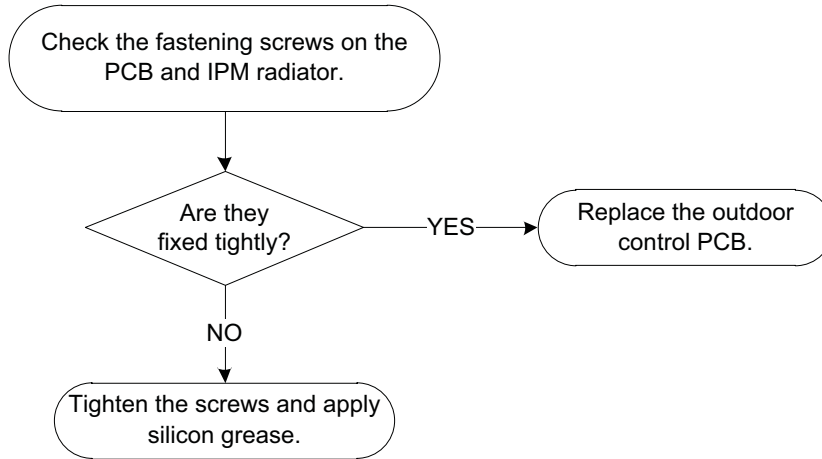 Check the fastening screws on the
PCB and IPM radiator.
Are they
fixed tightly?
YES
Replace the outdoor
control PCB.
NO
Tighten the screws and apply
silicon grease.